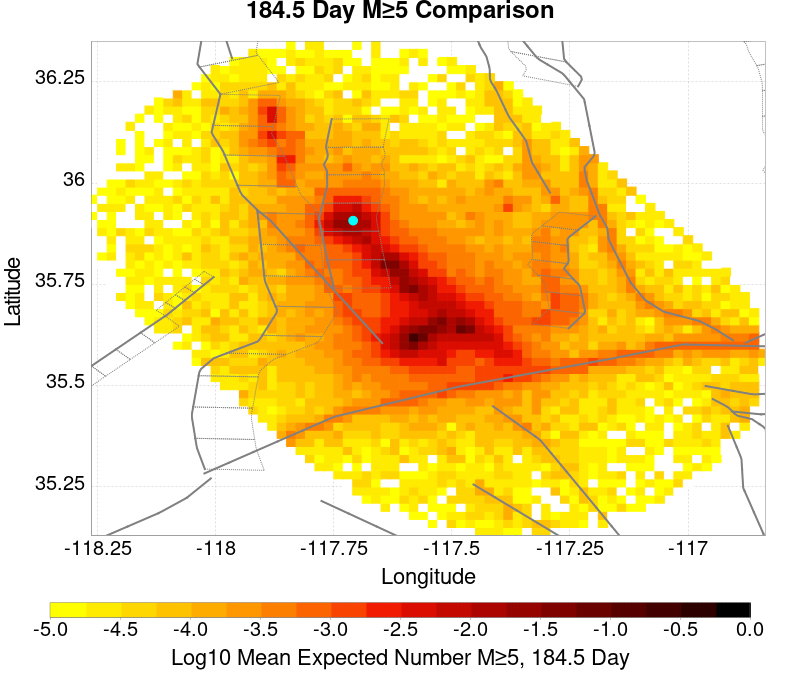 184.5 Day M≥5 Comparison
36.25
36
35.75
35.5
35.25
Latitude
-118.25 -118 -117.75 -117.5 -117.25 -117
Longitude
-5.0 -4.5 -4.0 -3.5 -3.0 -2.5 -2.0 -1.5 -1.0 -0.5 0.0
Log10 Mean Expected Number M≥5, 184.5 Day